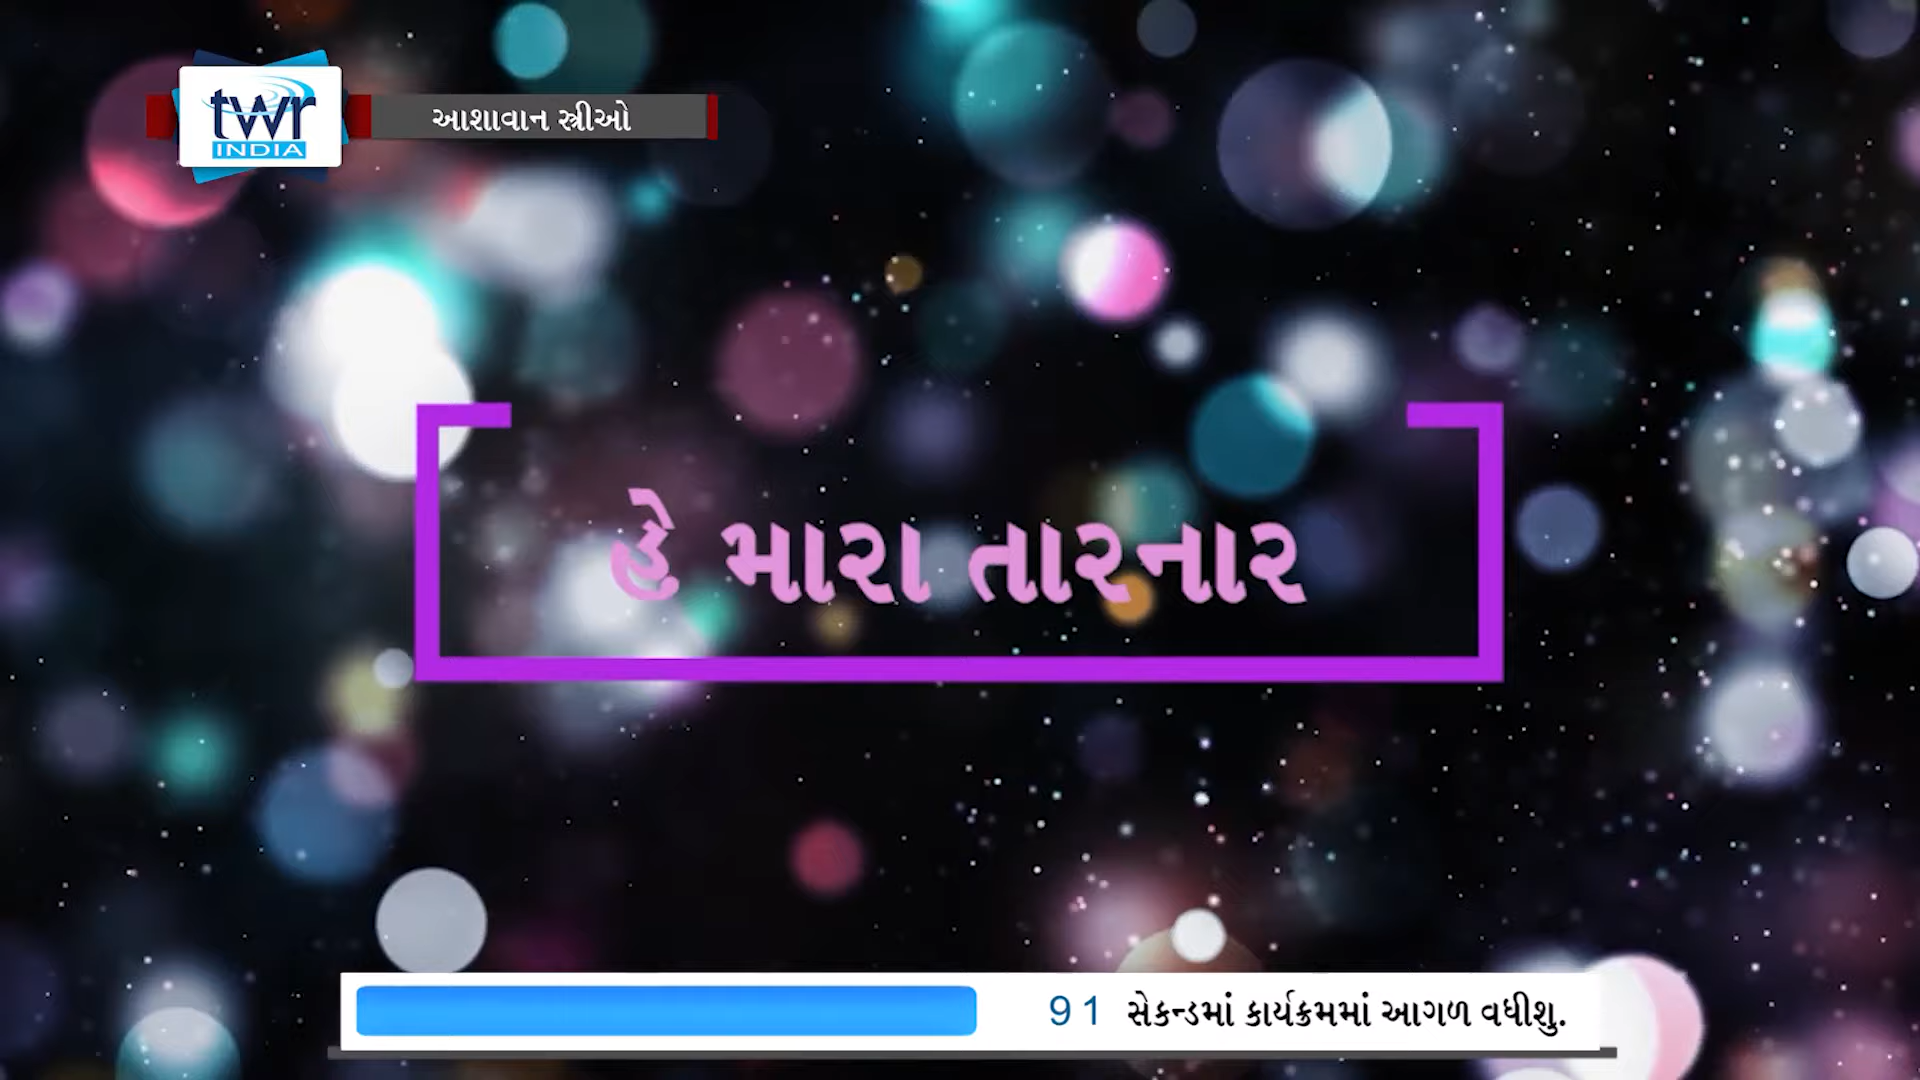 twr
INDIA
આશાવાન સ્ત્રીઓ
હે મારા તારનાર
91 સેકન્ડમાં કાર્યક્રમમાં આગળ વધીશુ.